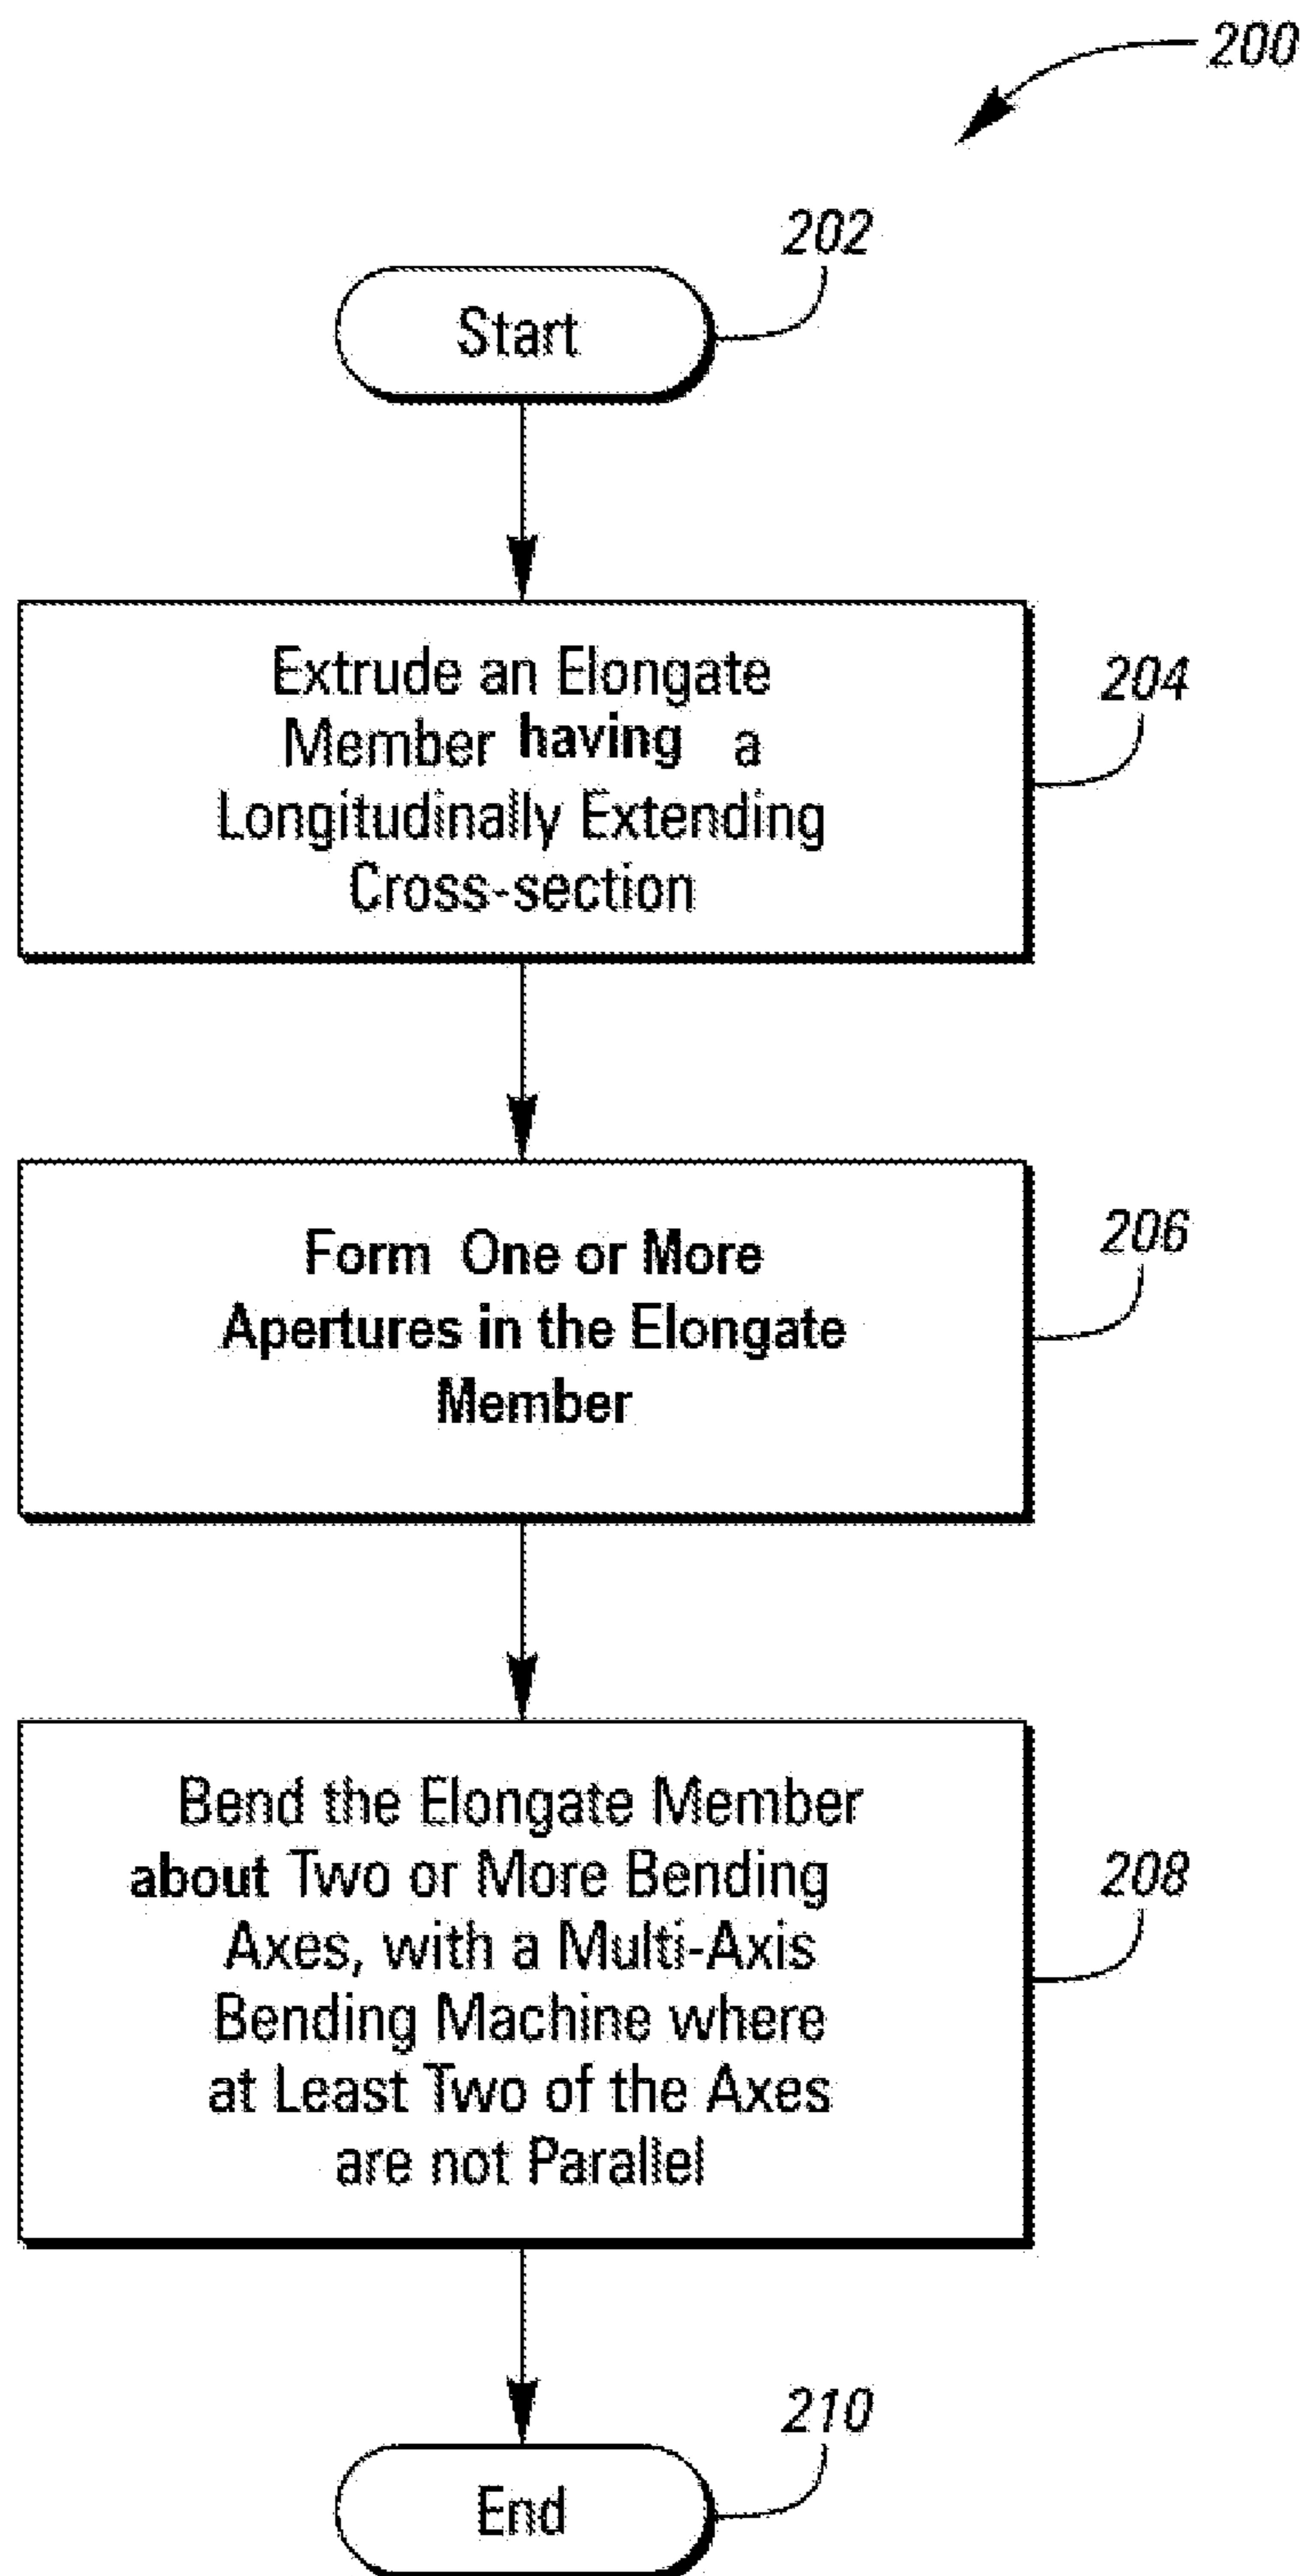 200
202
Start
Extrude an Elongate
Member having a
Longitudinally Extending
Cross-section
204
Form One or More
Apertures in the Elongate
Member
206
Bend the Elongate Member
about Two or More Bending
Axes, with a Multi-Axis
Bending Machine where
at Least Two of the Axes
are not Parallel
208
210
End